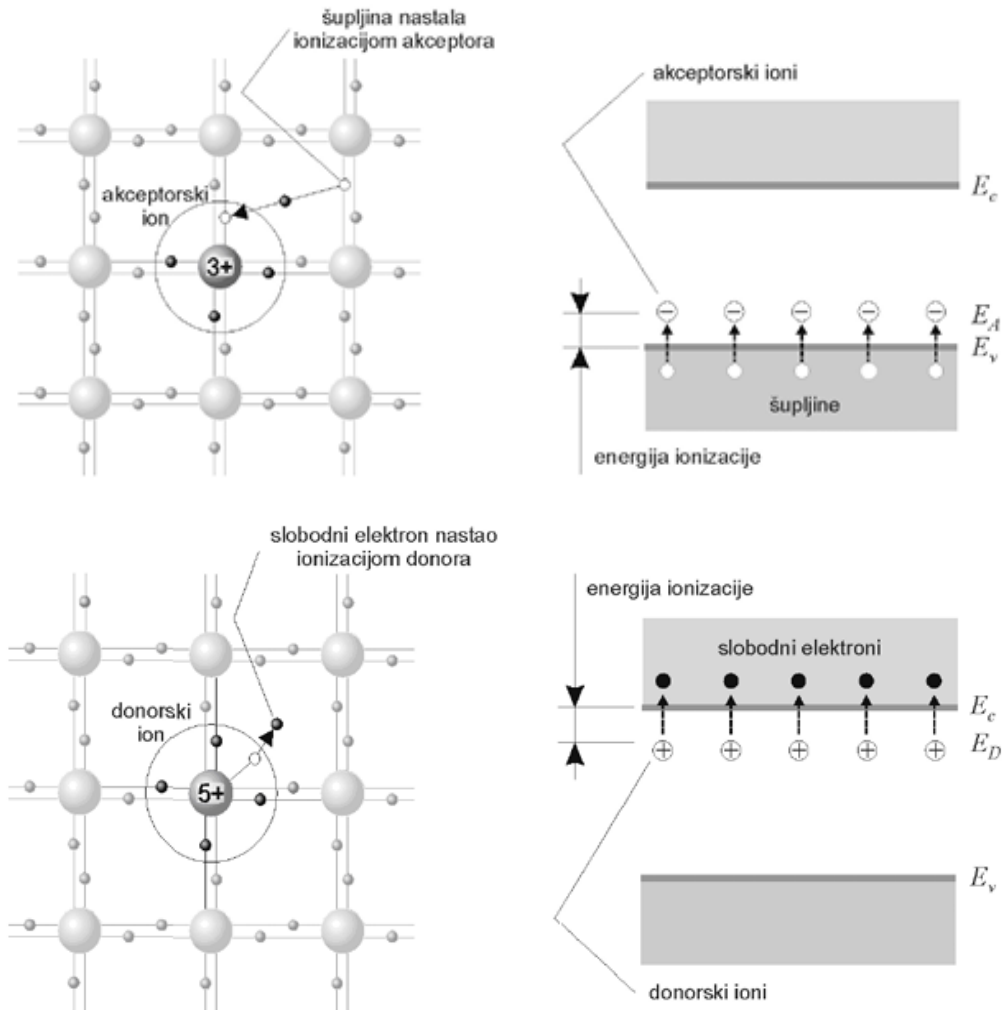 šupljina nastala
ionizacijom akceptora
akceptorski
ion
3+
akceptorski ioni
E_c
E_A
E_v
šupljine
energija ionizacije
slobodni elektron nastao
ionizacijom donora
donorski
ion
5+
energija ionizacije
slobodni elektroni
E_c
E_D
E_v
donorski ioni